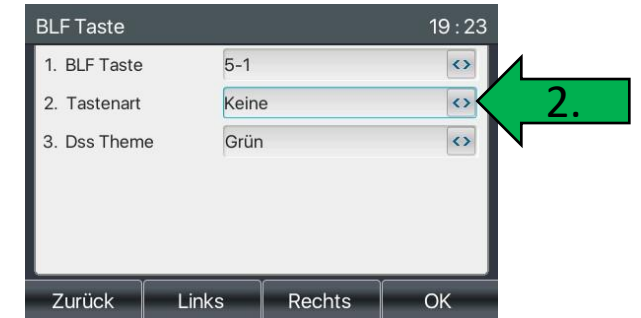 BLF Taste 19 : 23
1. BLF Taste 5-1 <>
2. Tastenart Keine <>
3. Dss Theme Grün <>
2.
Zurück Links Rechts OK